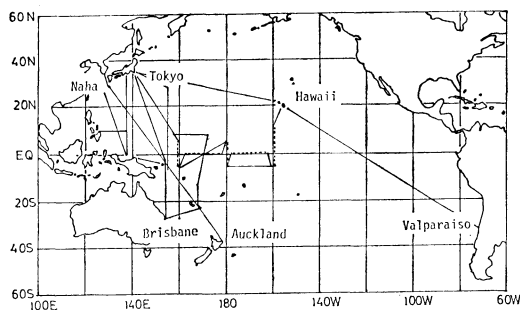 60N
40N
Naha
Tokyo
20N
Hawaii
EQ
20S
Brisbane
Auckland
Valparaiso
40S
60S
100E
140E
180
140W
100W
60W